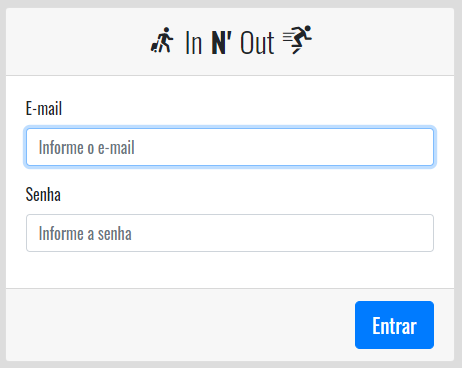 In N' Out
E-mail
Informe o e-mail
Senha
Informe a senha
Entrar